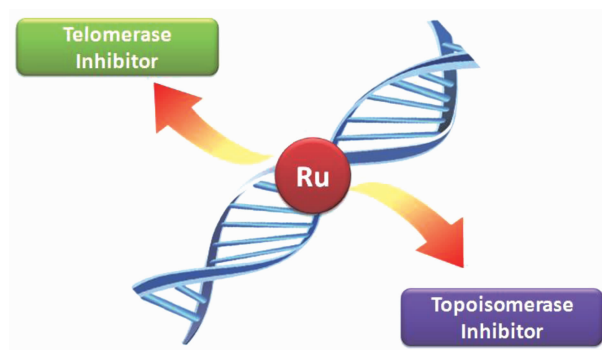 Telomerase
Inhibitor
Ru
Topoisomerase
Inhibitor